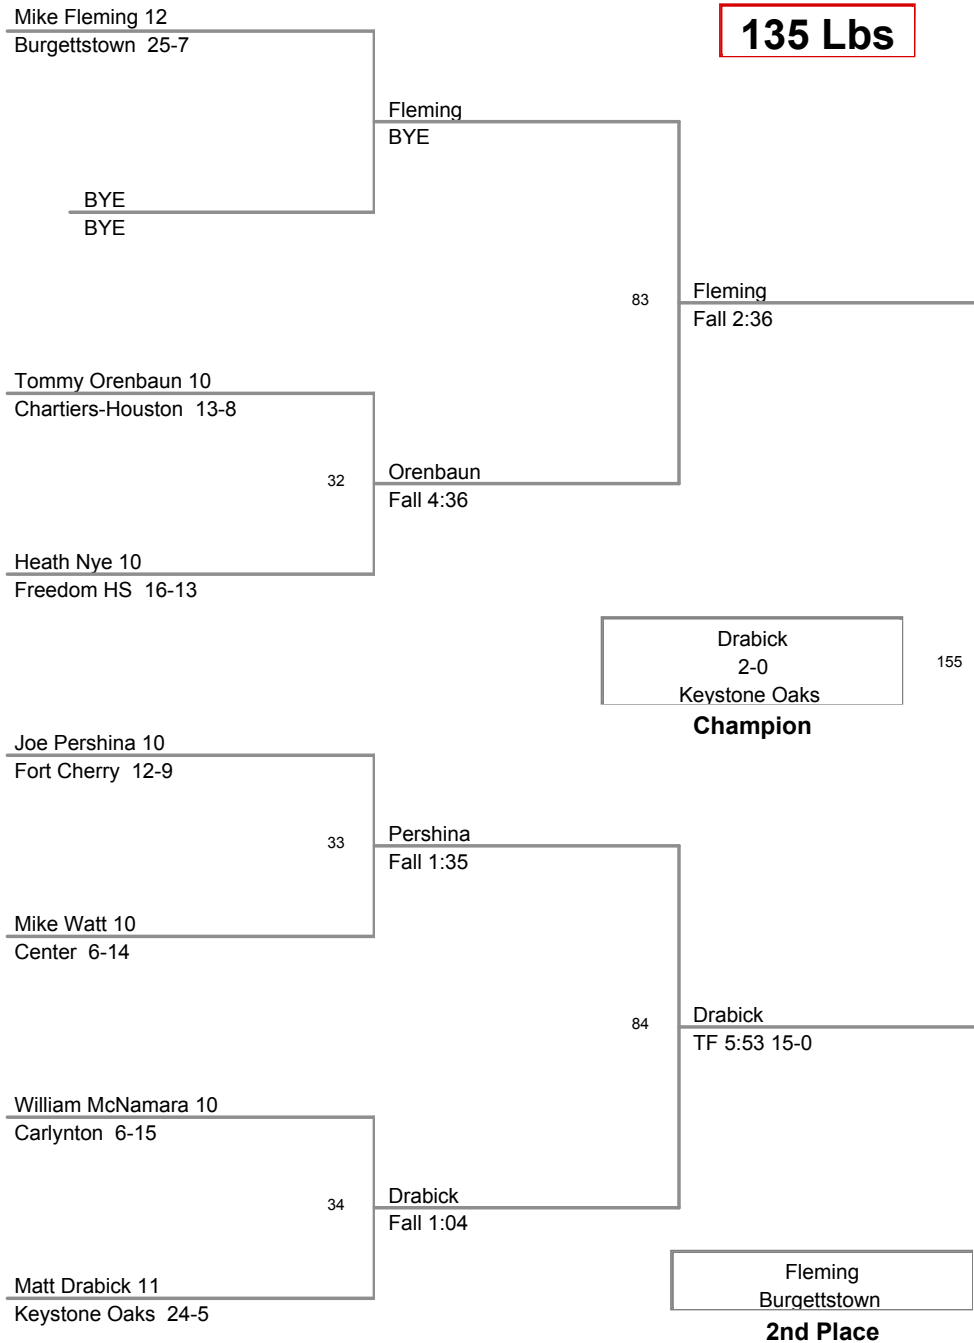 Mike Fleming 12
Burgettstown 25-7
135 Lbs
Fleming
BYE
BYE
BYE
83
Fleming
Fall 2:36
Tommy Orenbaun 10
Chartiers-Houston 13-8
32
Orenbaun
Fall 4:36
Heath Nye 10
Freedom HS 16-13
Drabick
2-0
Keystone Oaks
Champion
155
Joe Pershina 10
Fort Cherry 12-9
33
Pershina
Fall 1:35
Mike Watt 10
Center 6-14
84
Drabick
TF 5:53 15-0
William McNamara 10
Carlynton 6-15
34
Drabick
Fall 1:04
Matt Drabick 11
Keystone Oaks 24-5
Fleming
Burgettstown
2nd Place